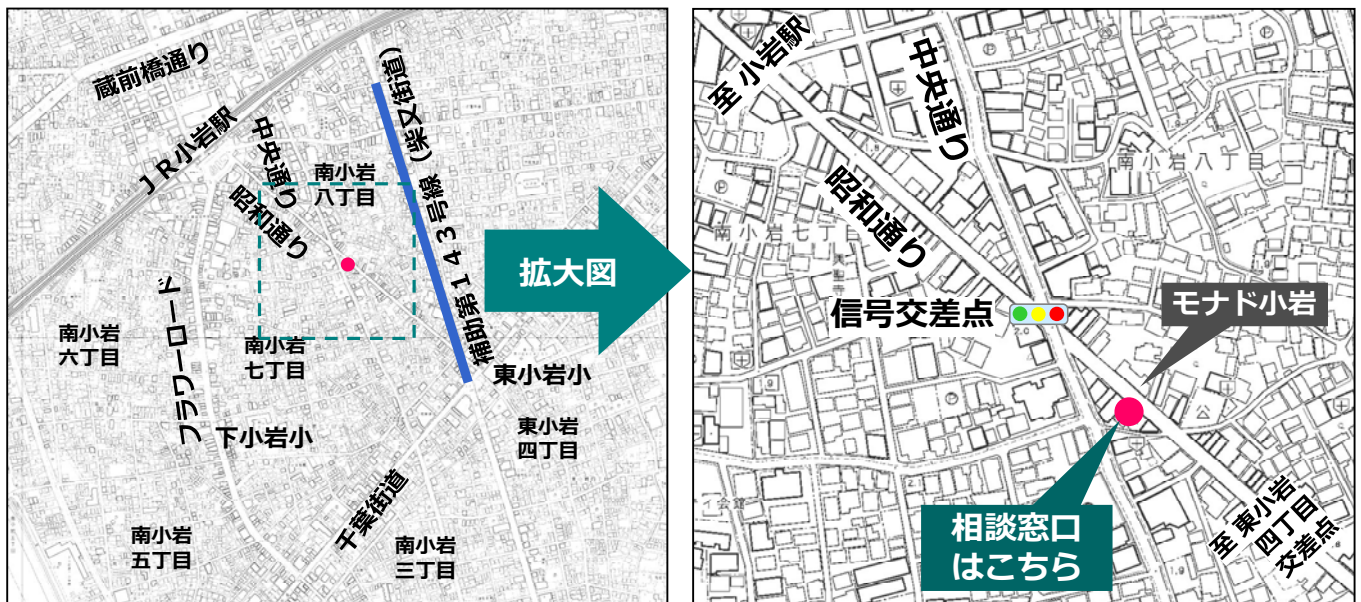 蔵前橋通り
JR小岩駅
中央通り
昭和通り
南小岩
八丁目
補助第143号線(柴又街道)
フラワーロード
南小岩
六丁目
南小岩
七丁目
東小岩小
下小岩小
東小岩
四丁目
千葉街道
南小岩
五丁目
南小岩
三丁目
拡大図
至 小岩駅
中央通り
昭和通り
南小岩八丁目
南小岩七丁目
信号交差点
モナド小岩
相談窓口
はこちら
至 東小岩
四丁目
交差点